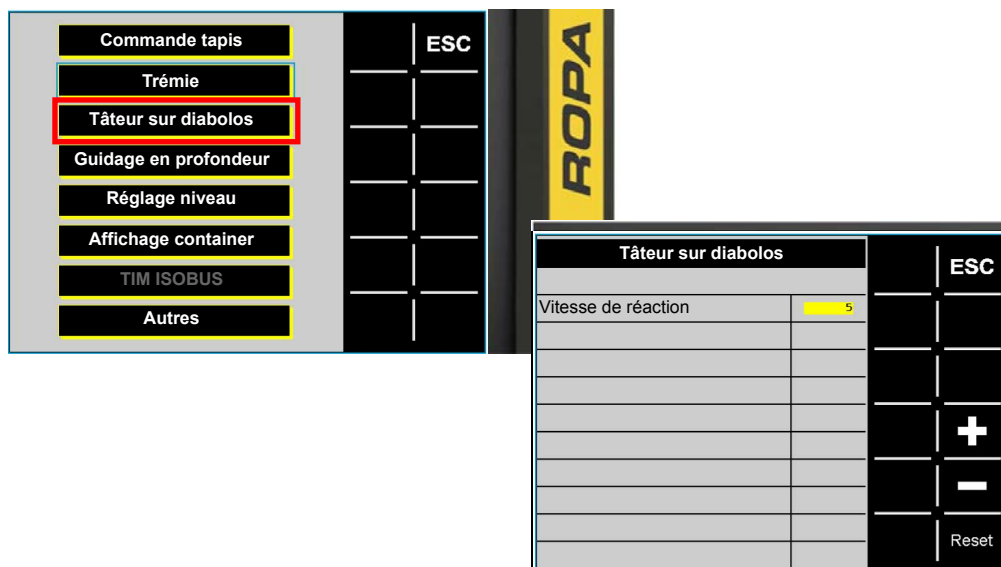 Commande tapis
ESC
Trémie
Tâteur sur diabolos
Guidage en profondeur
Réglage niveau
Affichage container
TIM ISOBUS
Autres
ROPA
Tâteur sur diabolos
ESC
Vitesse de réaction 5
+
−
Reset